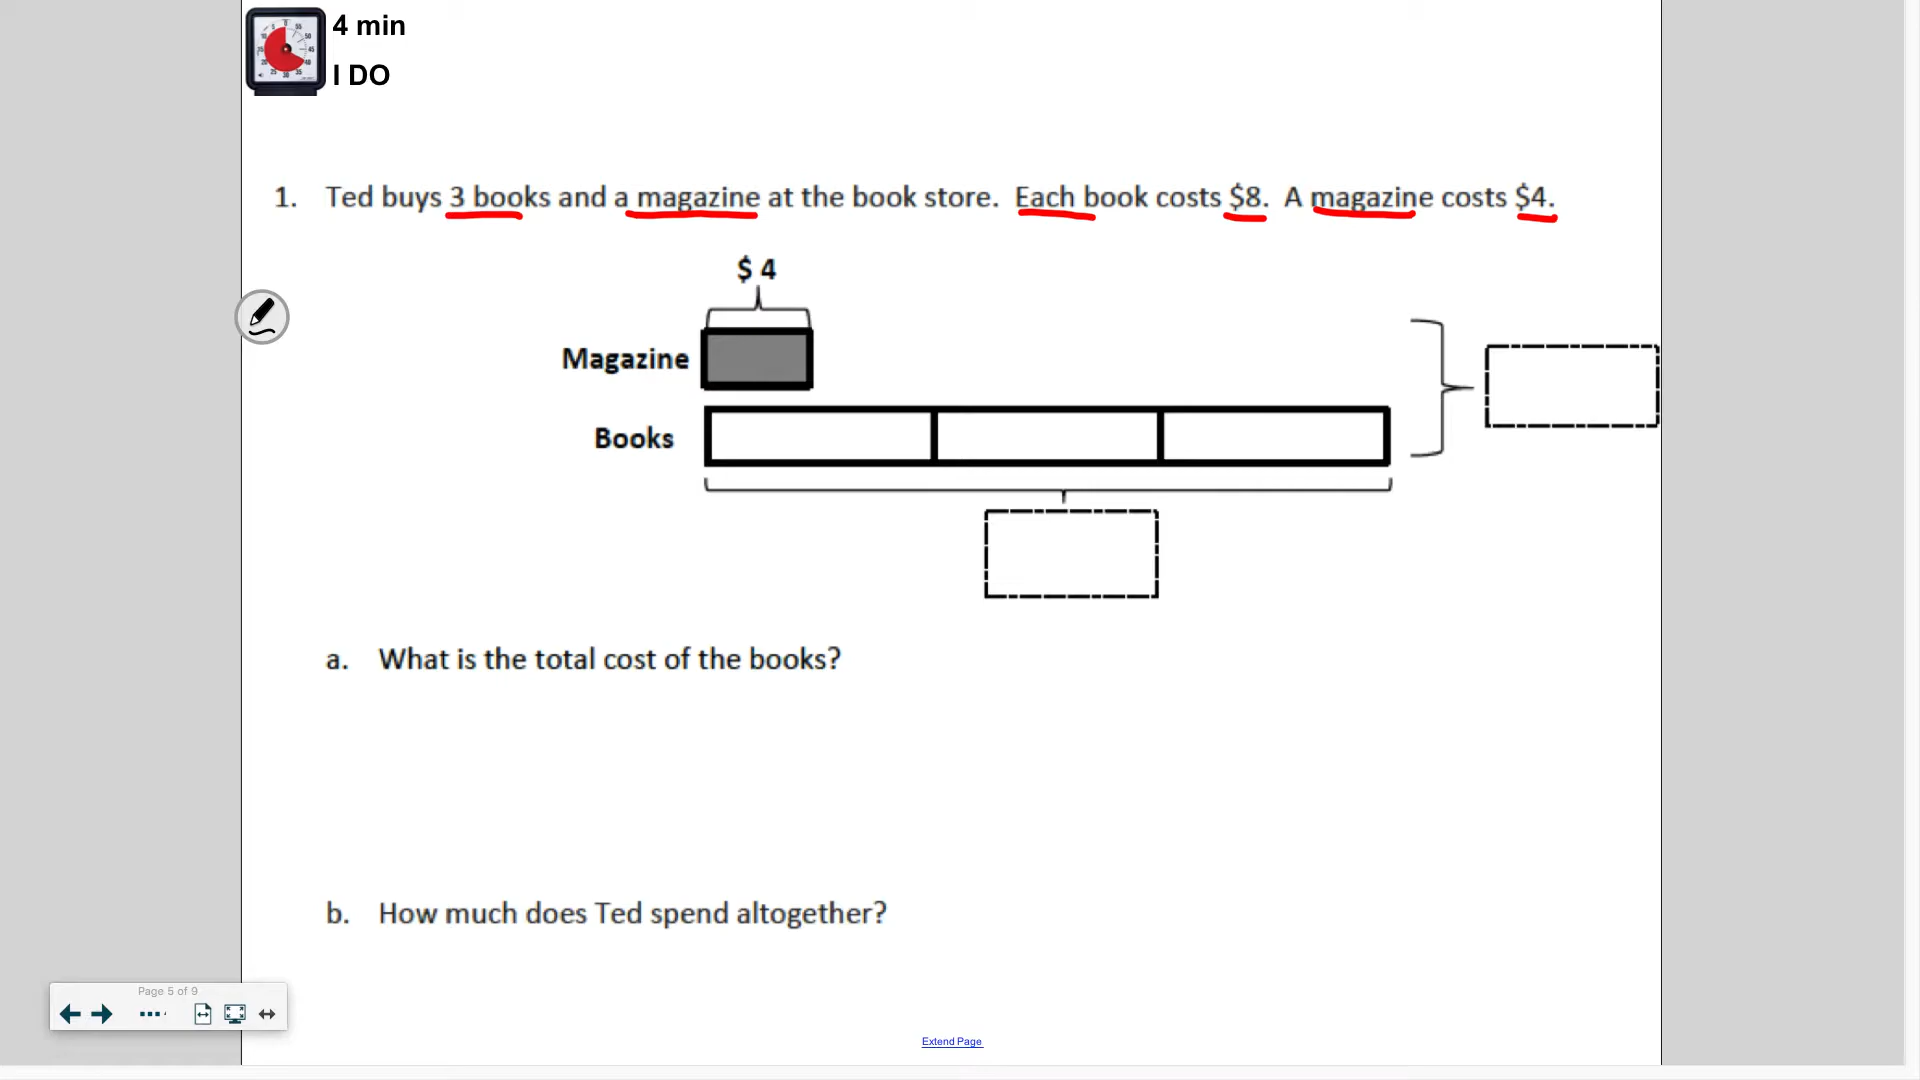 4 min
I DO
1. Ted buys 3 books and a magazine at the book store. Each book costs $8. A magazine costs $4.
$ 4
Magazine
Books
a. What is the total cost of the books?
b. How much does Ted spend altogether?
Page 5 of 9
Extend Page